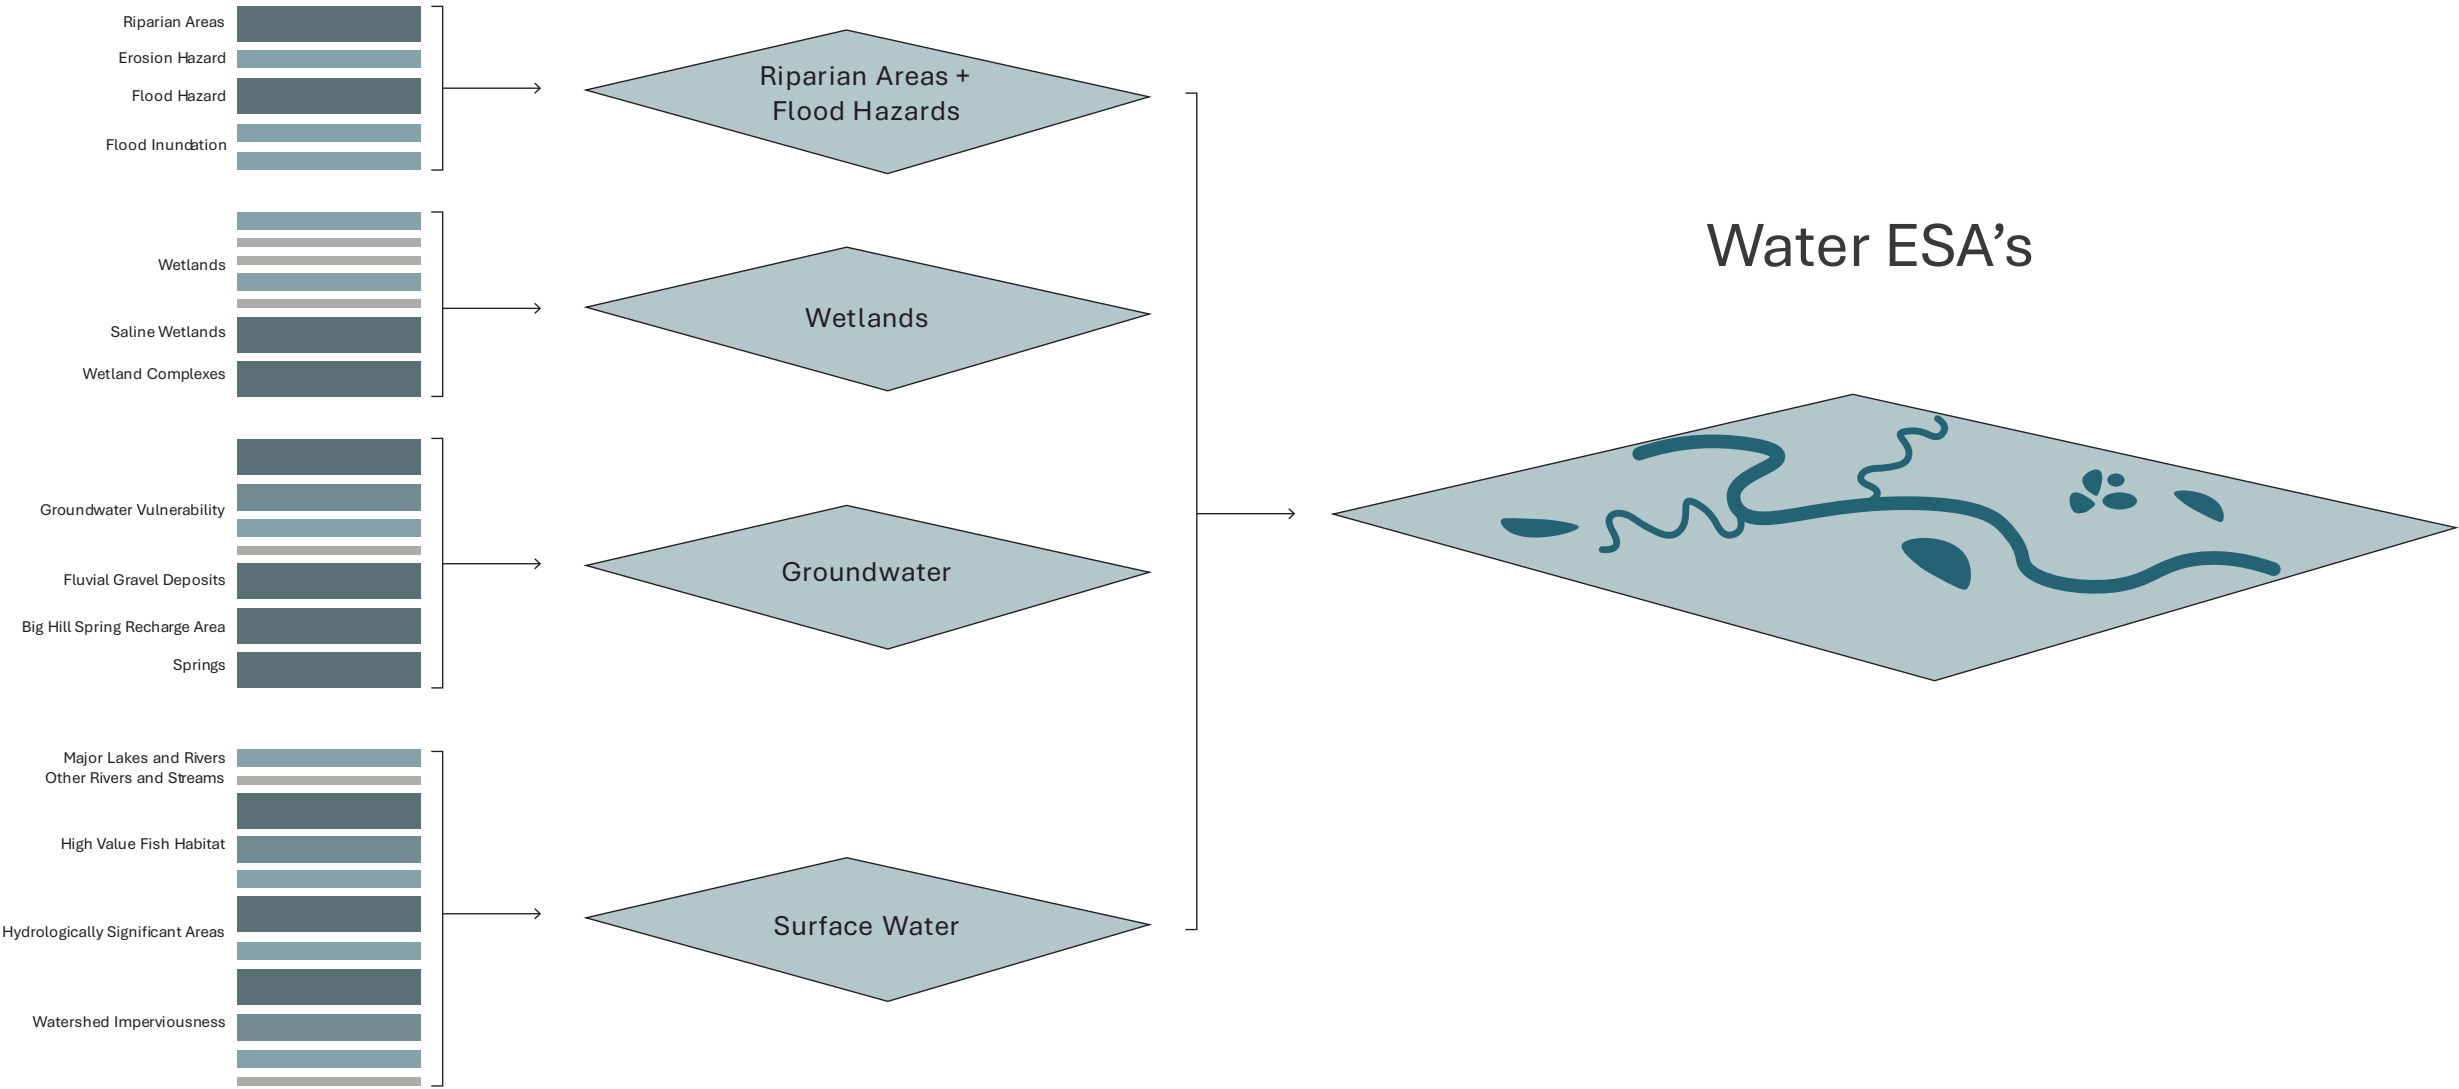 Riparian Areas
Erosion Hazard
Flood Hazard
Flood Inundation
Wetlands
Saline Wetlands
Wetland Complexes
Groundwater Vulnerability
Fluvial Gravel Deposits
Big Hill Spring Recharge Area
Springs
Major Lakes and Rivers
Other Rivers and Streams
High Value Fish Habitat
Hydrologically Significant Areas
Watershed Imperviousness
Riparian Areas +
Flood Hazards
Wetlands
Groundwater
Surface Water
Water ESA’s